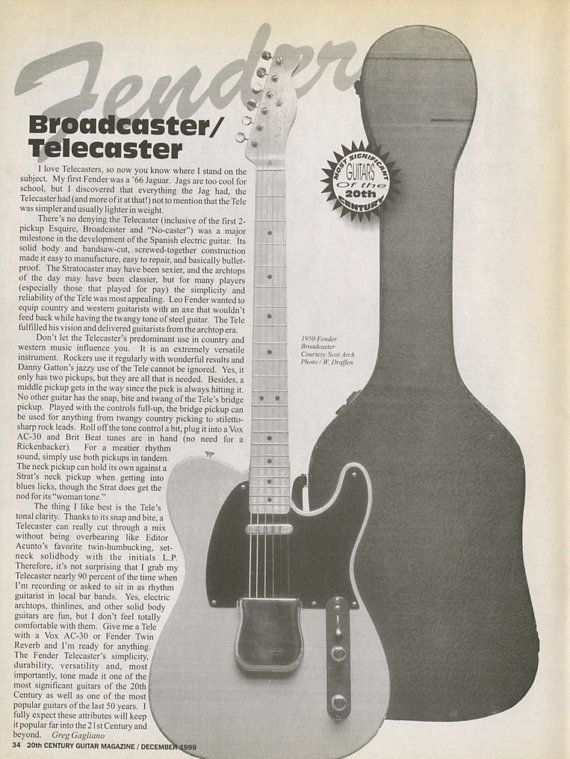 Fender
Broadcaster/
Telecaster
I love Telecasters, so now you know where I stand on the
subject. My first Fender was a '66 Jaguar. Jags are too cool for
school, but I discovered that everything the Jag had, the
Telecaster had (and more of it at that!) not to mention that the Tele
was simpler and usually lighter in weight.
There's no denying the Telecaster (inclusive of the first 2-
pickup Esquire, Broadcaster and "No-caster") was a major
milestone in the development of the Spanish electric guitar. Its
solid body and bandsaw-cut, screwed-together construction
made it easy to manufacture, easy to repair, and basically bullet-
proof. The Stratocaster may have been sexier, and the archtops
of the day may have been classier, but for many players
(especially those that played for pay) the simplicity and
reliability of the Tele was most appealing. Leo Fender wanted to
equip country and western guitarists with an axe that wouldn't
feed back while having the twangy tone of steel guitar. The Tele
fulfilled his vision and delivered guitarists from the archtop era.
Don't let the Telecaster's predominant use in country and
western music influence you. It is an extremely versatile
instrument. Rockers use it regularly with wonderful results and
Danny Gatton's jazzy use of the Tele cannot be ignored. Yes, it
only has two pickups, but they are all that is needed. Besides, a
middle pickup gets in the way since the pick is always hitting it.
No other guitar has the snap, bite and twang of the Tele's bridge
pickup. Played with the controls full-up, the bridge pickup can
be used for anything from twangy country picking to stiletto-
sharp rock leads. Roll off the tone control a bit, plug it into a Vox
AC-30 and Brit Beat tunes are in hand (no need for a
Rickenbacker). For a meatier rhythm
sound, simply use both pickups in tandem.
The neck pickup can hold its own against a
Strat's neck pickup when getting into
blues licks, though the Strat does get the
nod for its "woman tone."
The thing I like best is the Tele's
tonal clarity. Thanks to its snap and bite, a
Telecaster can really cut through a mix
without being overbearing like Editor
Acunto's favorite twin-humbucking, set-
neck solidbody with the initials L.P.
Therefore, it's not surprising that I grab my
Telecaster nearly 90 percent of the time when
I'm recording or asked to sit in as rhythm
guitarist in local bar bands. Yes, electric
archtops, thinlines, and other solid body
guitars are fun, but I don't feel totally
comfortable with them. Give me a Tele
with a Vox AC-30 or Fender Twin
Reverb and I'm ready for anything.
The Fender Telecaster's simplicity,
durability, versatility and, most
importantly, tone made it one of the
most significant guitars of the 20th
Century as well as one of the most
popular guitars of the last 50 years. I
fully expect these attributes will keep
it popular far into the 21st Century and
beyond. Greg Gagliano
MOST SIGNIFICANT
GUITARS
Of the
20th
CENTURY
1950 Fender
Broadcaster
Courtesy Scot Arch
Photo / W. Draffen
34 20th CENTURY GUITAR MAGAZINE / DECEMBER 1999